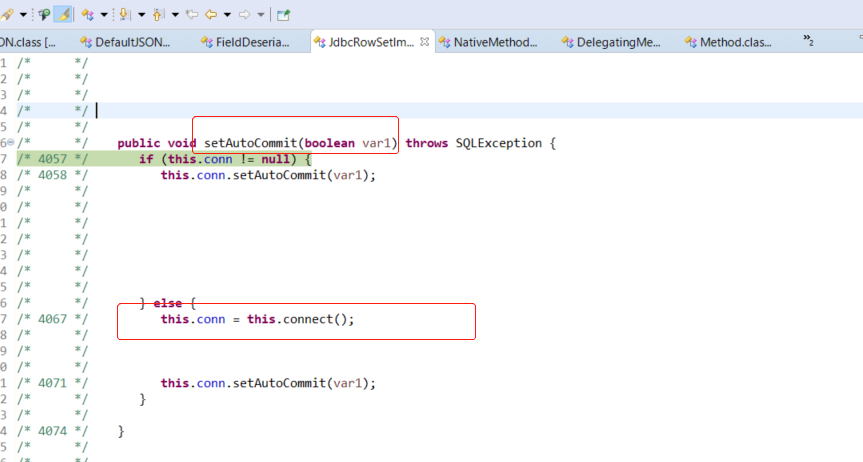 ON.class [... DefaultJSON... FieldDeseria... JdbcRowSetIm... NativeMethod... DelegatingMe... Method.clas... »2
1 /* */
2 /* */
3 /* */
4 /* */
5 /* */
6 /* */ public void setAutoCommit(boolean var1) throws SQLException {
7 /* 4057 */ if (this.conn != null) {
8 /* 4058 */ this.conn.setAutoCommit(var1);
9 /* */
0 /* */
1 /* */
2 /* */
3 /* */
4 /* */
5 /* */
6 /* */ } else {
7 /* 4067 */ this.conn = this.connect();
8 /* */
9 /* */
0 /* */
1 /* 4071 */ this.conn.setAutoCommit(var1);
2 /* */ }
3 /* */
4 /* 4074 */ }
5 /* */
6 /* */